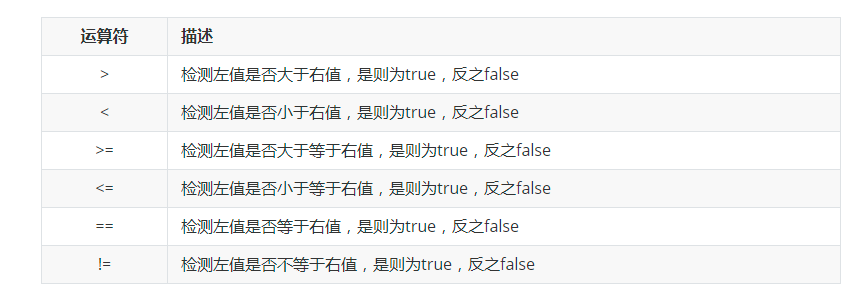 运算符 描述
> 检测左值是否大于右值，是则为true，反之false
< 检测左值是否小于右值，是则为true，反之false
>= 检测左值是否大于等于右值，是则为true，反之false
<= 检测左值是否小于等于右值，是则为true，反之false
== 检测左值是否等于右值，是则为true，反之false
!= 检测左值是否不等于右值，是则为true，反之false